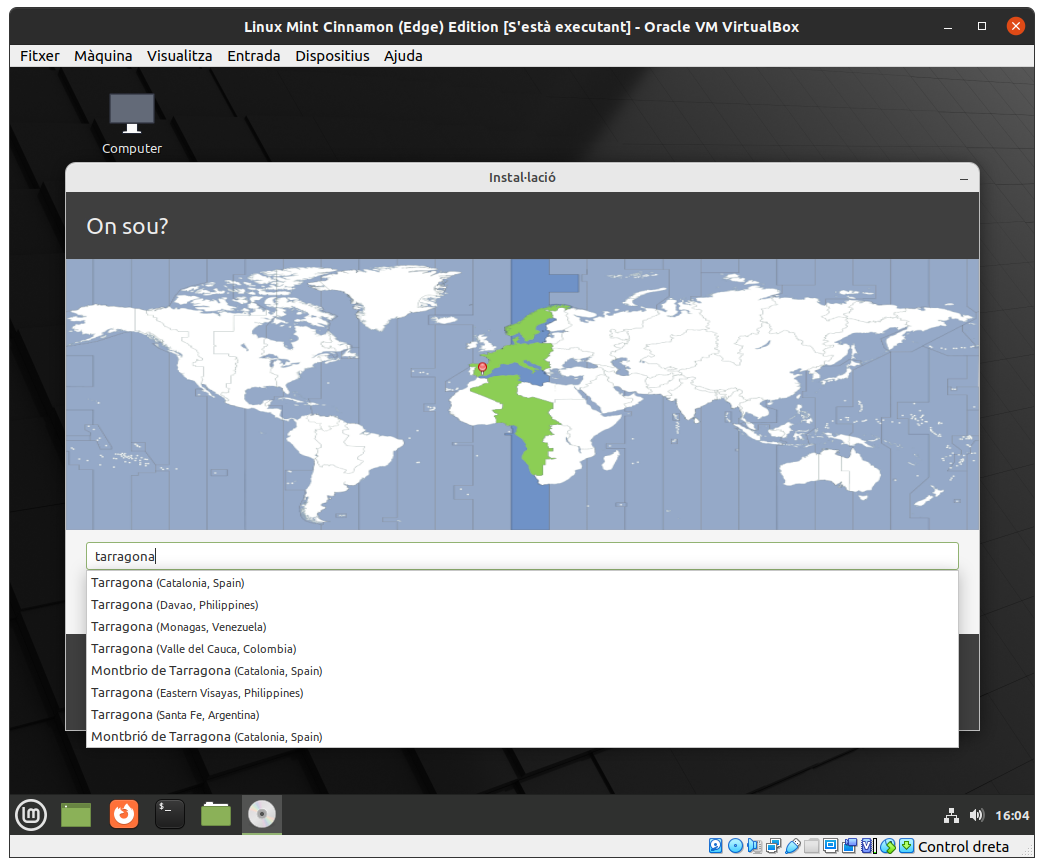 Linux Mint Cinnamon (Edge) Edition [S'està executant] - Oracle VM VirtualBox
Fitxer Màquina Visualitza Entrada Dispositius Ajuda
Computer
Instal·lació
On sou?
tarragona
Tarragona (Catalonia, Spain)
Tarragona (Davao, Philippines)
Tarragona (Monagas, Venezuela)
Tarragona (Valle del Cauca, Colombia)
Montbrio de Tarragona (Catalonia, Spain)
Tarragona (Eastern Visayas, Philippines)
Tarragona (Santa Fe, Argentina)
Montbrió de Tarragona (Catalonia, Spain)
16:04
Control dreta